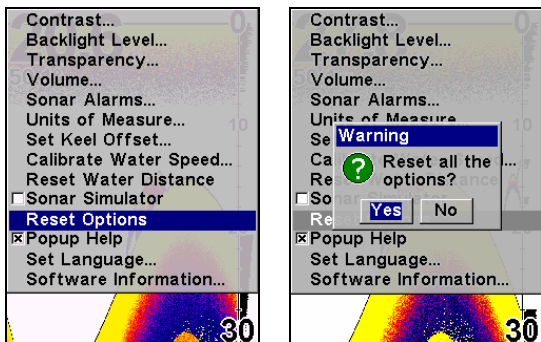 Contrast...
Backlight Level...
Transparency...
Volume...
Sonar Alarms...
Units of Measure...
10
Set Keel Offset...
Calibrate Water Speed...
Reset Water Distance
Sonar Simulator
Reset Options
Popup Help
Set Language...
Software Information...
30
Contrast...
Backlight Level...
Transparency...
Volume...
Sonar Alarms...
Units of Measure...
10
Warning
Reset all the
options?
Yes No
Popup Help
Set Language...
Software Information...
30